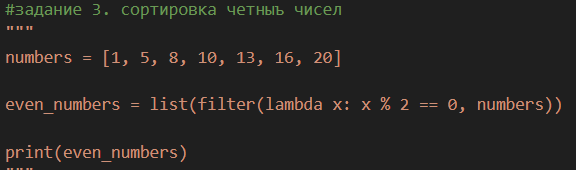 #задание 3. сортировка четныъ чисел
"""
numbers = [1, 5, 8, 10, 13, 16, 20]
even_numbers = list(filter(lambda x: x % 2 == 0, numbers))
print(even_numbers)
"""